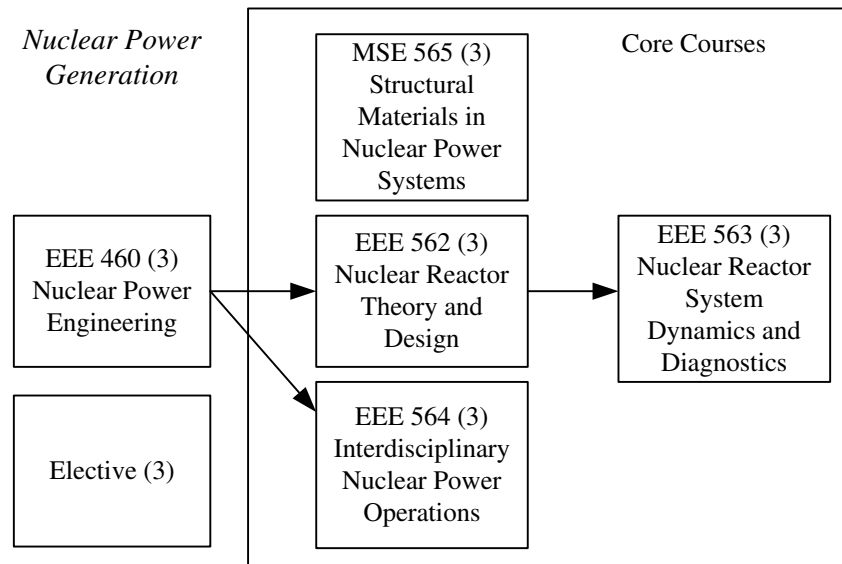 Nuclear Power
Generation
Core Courses
MSE 565 (3)
Structural
Materials in
Nuclear Power
Systems
EEE 460 (3)
Nuclear Power
Engineering
EEE 562 (3)
Nuclear Reactor
Theory and
Design
EEE 563 (3)
Nuclear Reactor
System
Dynamics and
Diagnostics
Elective (3)
EEE 564 (3)
Interdisciplinary
Nuclear Power
Operations